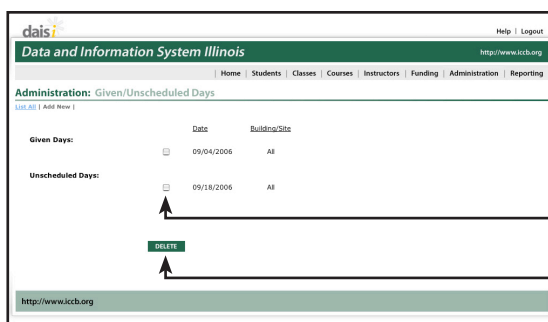 daisi
Help | Logout
Data and Information System Illinois
http://www.iccb.org
| Home | Students | Classes | Courses | Instructors | Funding | Administration | Reporting
Administration: Given/Unscheduled Days
List All | Add New |
Date Building/Site
Given Days:
09/04/2006 All
Unscheduled Days:
09/18/2006 All
DELETE
http://www.iccb.org